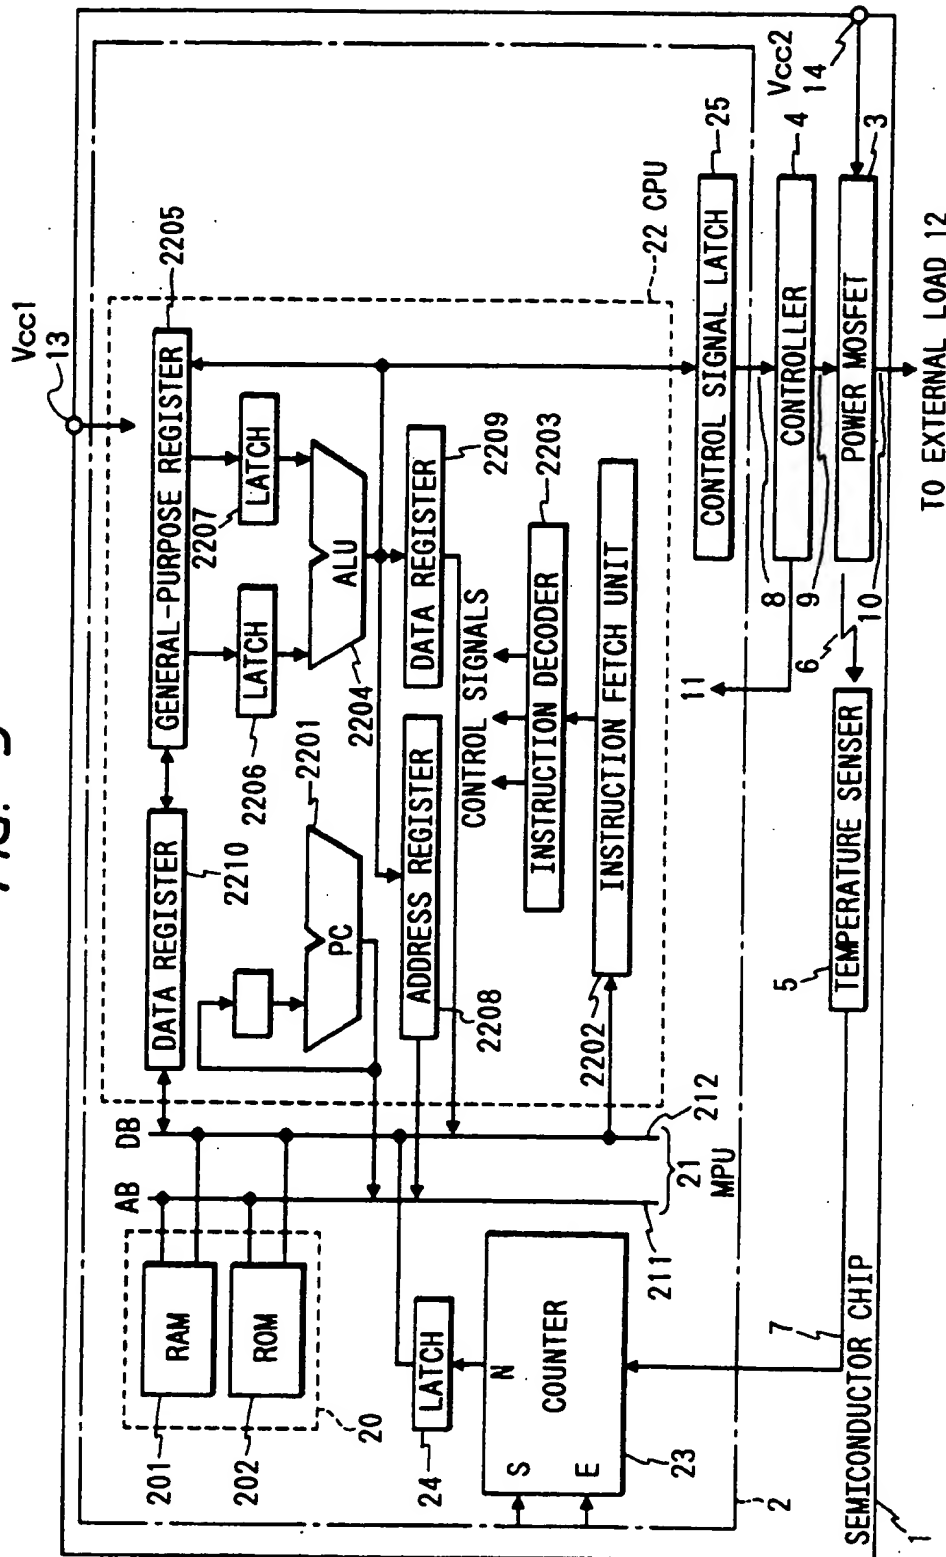 FIG. 5
Vcc1
13
2205
GENERAL-PURPOSE REGISTER
DATA REGISTER
2210
LATCH
2207
LATCH
2206
ALU
2204
2201
PC
2209
DATA REGISTER
ADDRESS REGISTER
2208
CONTROL SIGNALS
2203
INSTRUCTION DECODER
INSTRUCTION FETCH UNIT
2202
22 CPU
AB
DB
212
21
MPU
211
RAM
ROM
201
202
20
LATCH
24
N
COUNTER
S
E
23
2
25
CONTROL SIGNAL LATCH
8
4
CONTROLLER
11
9
3
POWER MOSFET
Vcc2
14
6
10
TO EXTERNAL LOAD 12
5
TEMPERATURE SENSER
7
SEMICONDUCTOR CHIP
1